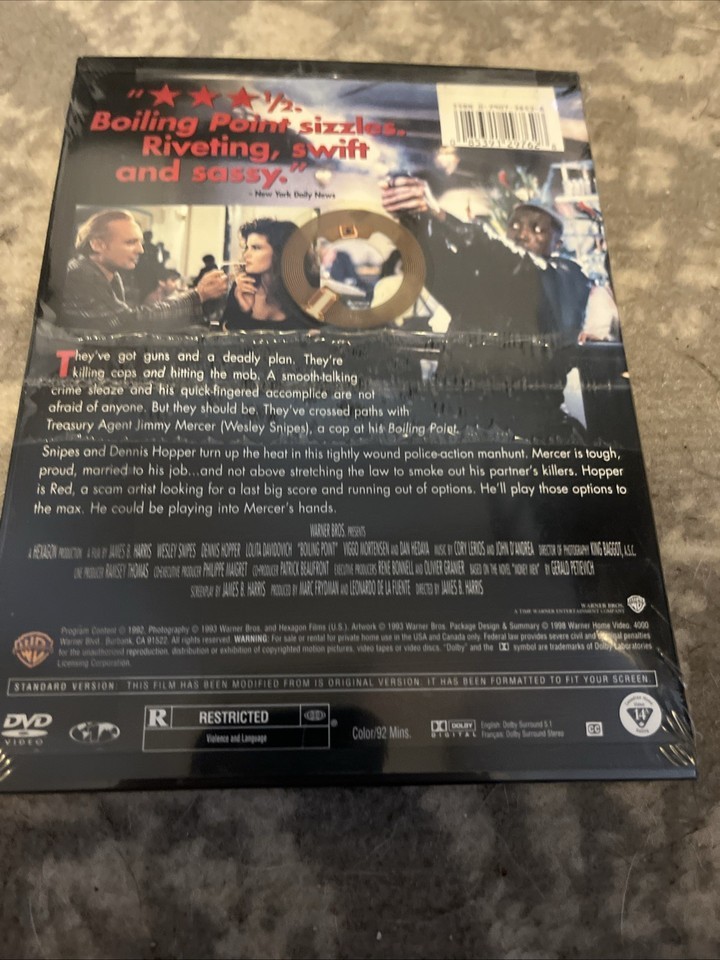 "★★★½.
Boiling Point sizzles.
Riveting, swift
and sassy."
- New York Daily News
They've got guns and a deadly plan. They're
killing cops and hitting the mob. A smooth-talking
crime sleaze and his quick-fingered accomplice are not
afraid of anyone. But they should be. They've crossed paths with
Treasury Agent Jimmy Mercer (Wesley Snipes), a cop at his Boiling Point.
Snipes and Dennis Hopper turn up the heat in this tightly wound police-action manhunt. Mercer is tough,
proud, married to his job...and not above stretching the law to smoke out his partner's killers. Hopper
is Red, a scam artist looking for a last big score and running out of options. He'll play those options to
the max. He could be playing into Mercer's hands.
WARNER BROS. PRESENTS
A HEXAGON PRODUCTION A FILM BY JAMES B. HARRIS WESLEY SNIPES DENNIS HOPPER LOLITA DAVIDOVICH "BOILING POINT" VIGGO MORTENSEN AND DAN HEDAYA MUSIC BY CORY LERIOS AND JOHN D'ANDREA DIRECTOR OF PHOTOGRAPHY KING BAGGOT, A.S.C.
LINE PRODUCER RAMSEY THOMAS CO-EXECUTIVE PRODUCER PHILIPPE MAIGRET CO-PRODUCER PATRICK BEAUFRONT EXECUTIVE PRODUCERS RENE BONNELL AND OLIVIER GRANIER BASED ON THE NOVEL "MONEY MEN" BY GERALD PETIEVICH
SCREENPLAY BY JAMES B. HARRIS PRODUCED BY MARC FRYDMAN AND LEONARDO DE LA FUENTE DIRECTED BY JAMES B. HARRIS
WARNER BROS.
A TIME WARNER ENTERTAINMENT COMPANY
Program Content © 1992, Photography © 1993 Warner Bros. and Hexagon Films (U.S.). Artwork © 1993 Warner Bros. Package Design & Summary © 1998 Warner Home Video. 4000
Warner Blvd. Burbank, CA 91522. All rights reserved. WARNING: For sale or rental for private home use in the USA and Canada only. Federal law provides severe civil and penalties
for the unauthorized reproduction, distribution or exhibition of copyrighted motion pictures, video tapes or video discs. "Dolby" and the symbol are trademarks of Dolby Laboratories
Licensing Corporation.
STANDARD VERSION: THIS FILM HAS BEEN MODIFIED FROM IS ORIGINAL VERSION. IT HAS BEEN FORMATTED TO FIT YOUR SCREEN.
DVD
VIDEO
R RESTRICTED
Violence and Language
Color/92 Mins.
DOLBY
DIGITAL
English: Dolby Surround 5.1
Français: Dolby Surround Stereo
CC
14